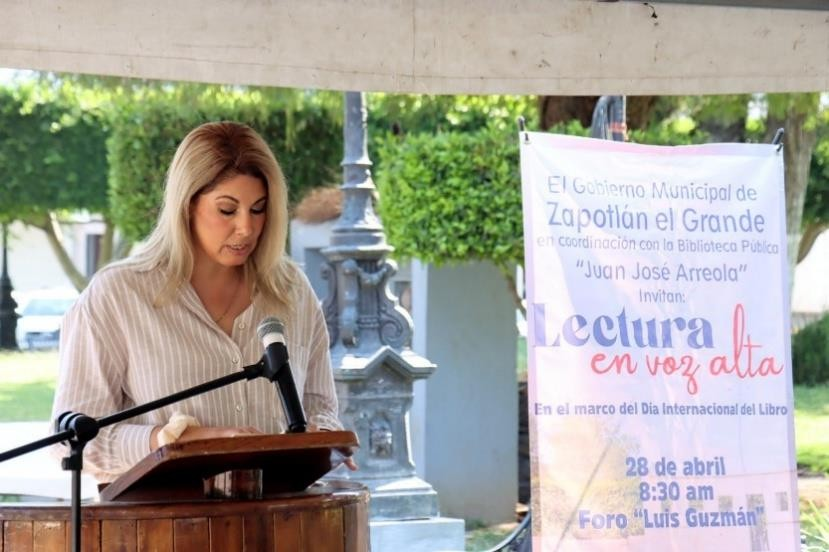 El Gobierno Municipal de
Zapotlán el Grande
en coordinación con la Biblioteca Pública
"Juan José Arreola"
Invitan:
Lectura
en voz alta
En el marco del Día Internacional del Libro
28 de abril
8:30 am
Foro "Luis Guzmán"